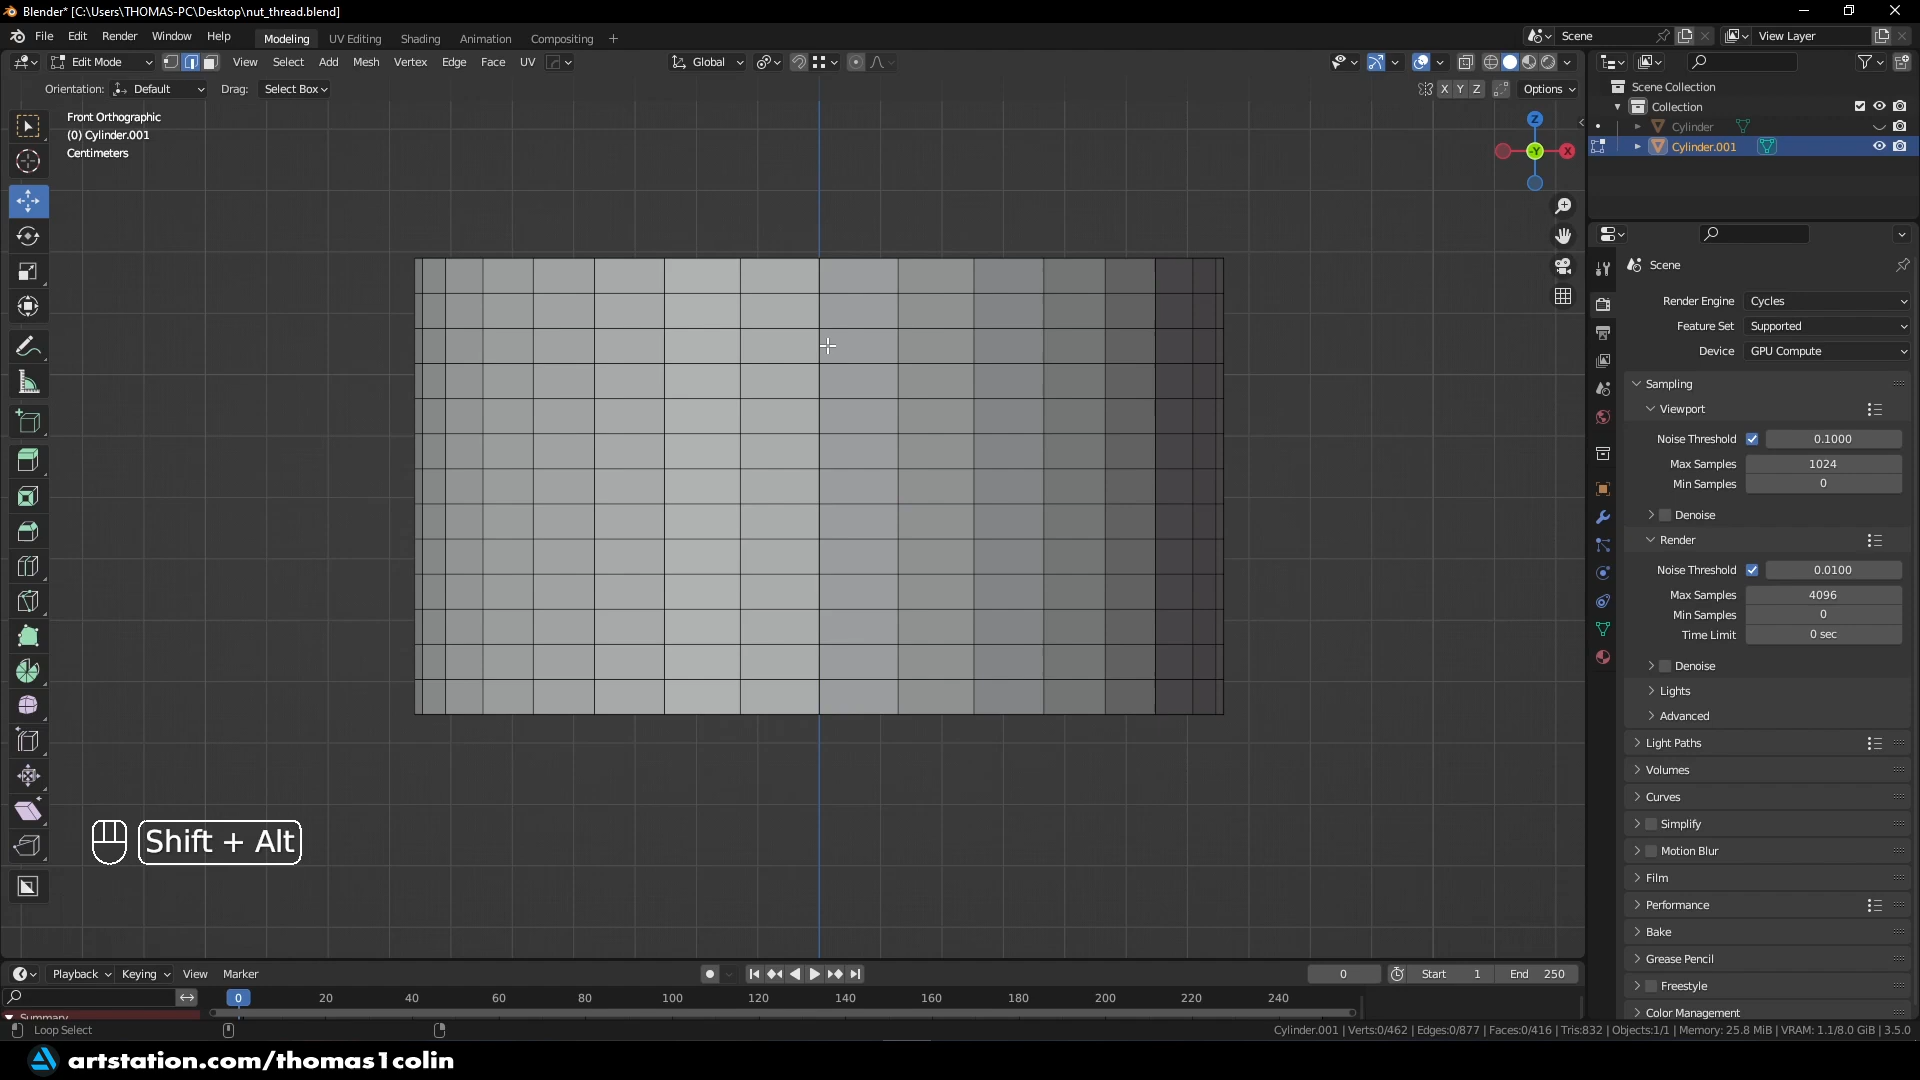 Blender* [C:\Users\THOMAS-PC\Desktop\nut_thread.blend]
File Edit Render Window Help Modeling UV Editing Shading Animation Compositing + Scene View Layer
Edit Mode View Select Add Mesh Vertex Edge Face UV Global
Orientation: Default Drag: Select Box X Y Z Options
Front Orthographic
(0) Cylinder.001
Centimeters
Z
-Y
X
Scene Collection
Collection
Cylinder
Cylinder.001
Scene
Render Engine Cycles
Feature Set Supported
Device GPU Compute
Sampling
Viewport
Noise Threshold 0.1000
Max Samples 1024
Min Samples 0
Denoise
Render
Noise Threshold 0.0100
Max Samples 4096
Min Samples 0
Time Limit 0 sec
Denoise
Lights
Advanced
Light Paths
Volumes
Curves
Simplify
Motion Blur
Film
Performance
Bake
Grease Pencil
Freestyle
Color Management
Shift + Alt
Playback Keying View Marker 0 Start 1 End 250
0 20 40 60 80 100 120 140 160 180 200 220 240
Summary
Loop Select
Cylinder.001 | Verts:0/462 | Edges:0/877 | Faces:0/416 | Tris:832 | Objects:1/1 | Memory: 25.8 MiB | VRAM: 1.1/8.0 GiB | 3.5.0
artstation.com/thomas1colin